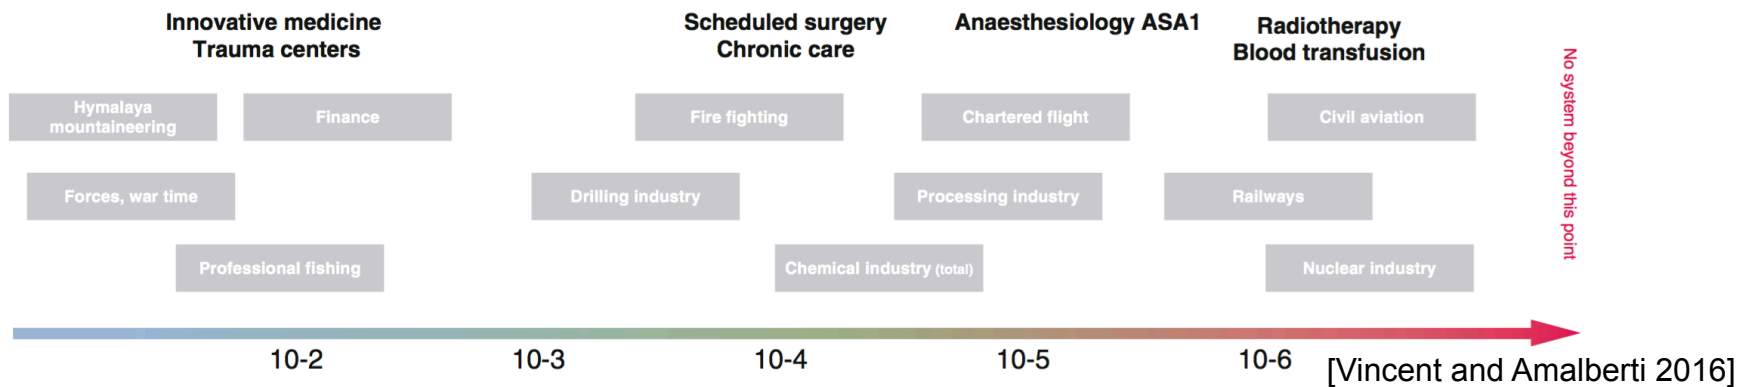 Innovative medicine
Trauma centers
Scheduled surgery
Chronic care
Anaesthesiology ASA1
Radiotherapy
Blood transfusion
Hymalaya
mountaineering
Finance
Fire fighting
Chartered flight
Civil aviation
Forces, war time
Drilling industry
Processing industry
Railways
Professional fishing
Chemical industry (total)
Nuclear industry
No system beyond this point
10-2
10-3
10-4
10-5
10-6
[Vincent and Amalberti 2016]